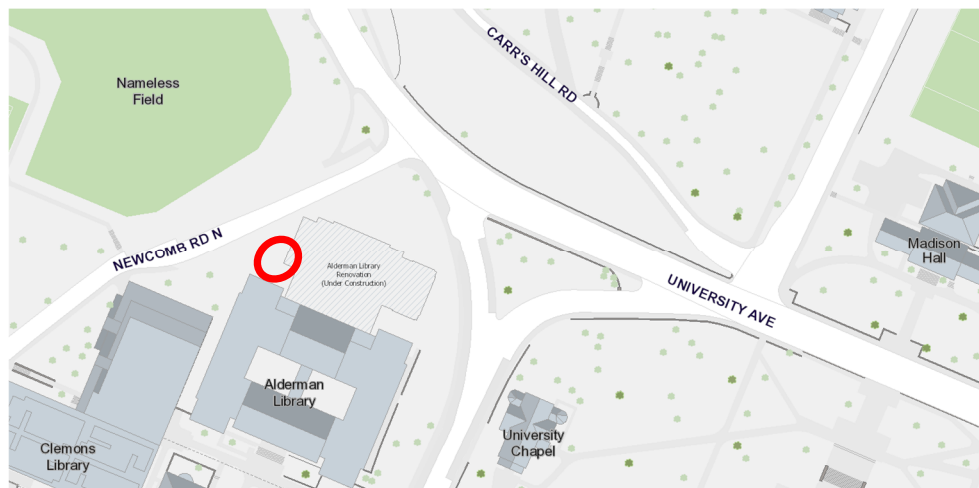 CARR'S HILL RD
Nameless
Field
NEWCOMB RD N
Madison
Hall
Alderman Library
Renovation
(Under Construction)
UNIVERSITY AVE
Alderman
Library
University
Chapel
Clemons
Library